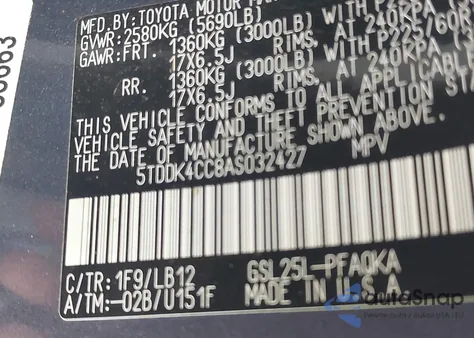 MFD. BY: TOYOTA MOTOR
GVWR: 2580KG (5690LB)
GAWR: FRT. 1360KG (3000LB) WITH P225
17X6.5J RIMS, AT 240KPA
RR. 1360KG (3000LB) WITH P225/60R
17X6.5J RIMS, AT 240KPA
THIS VEHICLE CONFORMS TO ALL APPLICABLE
VEHICLE SAFETY AND THEFT PREVENTION
THE DATE OF MANUFACTURE SHOWN ABOVE.
5TDDK4CC8AS032427 MPV
C/TR: 1F9/LB12 GSL25L-PFAQKA
A/TM:-02B/U151F MADE IN U.S.A.
autaSnap